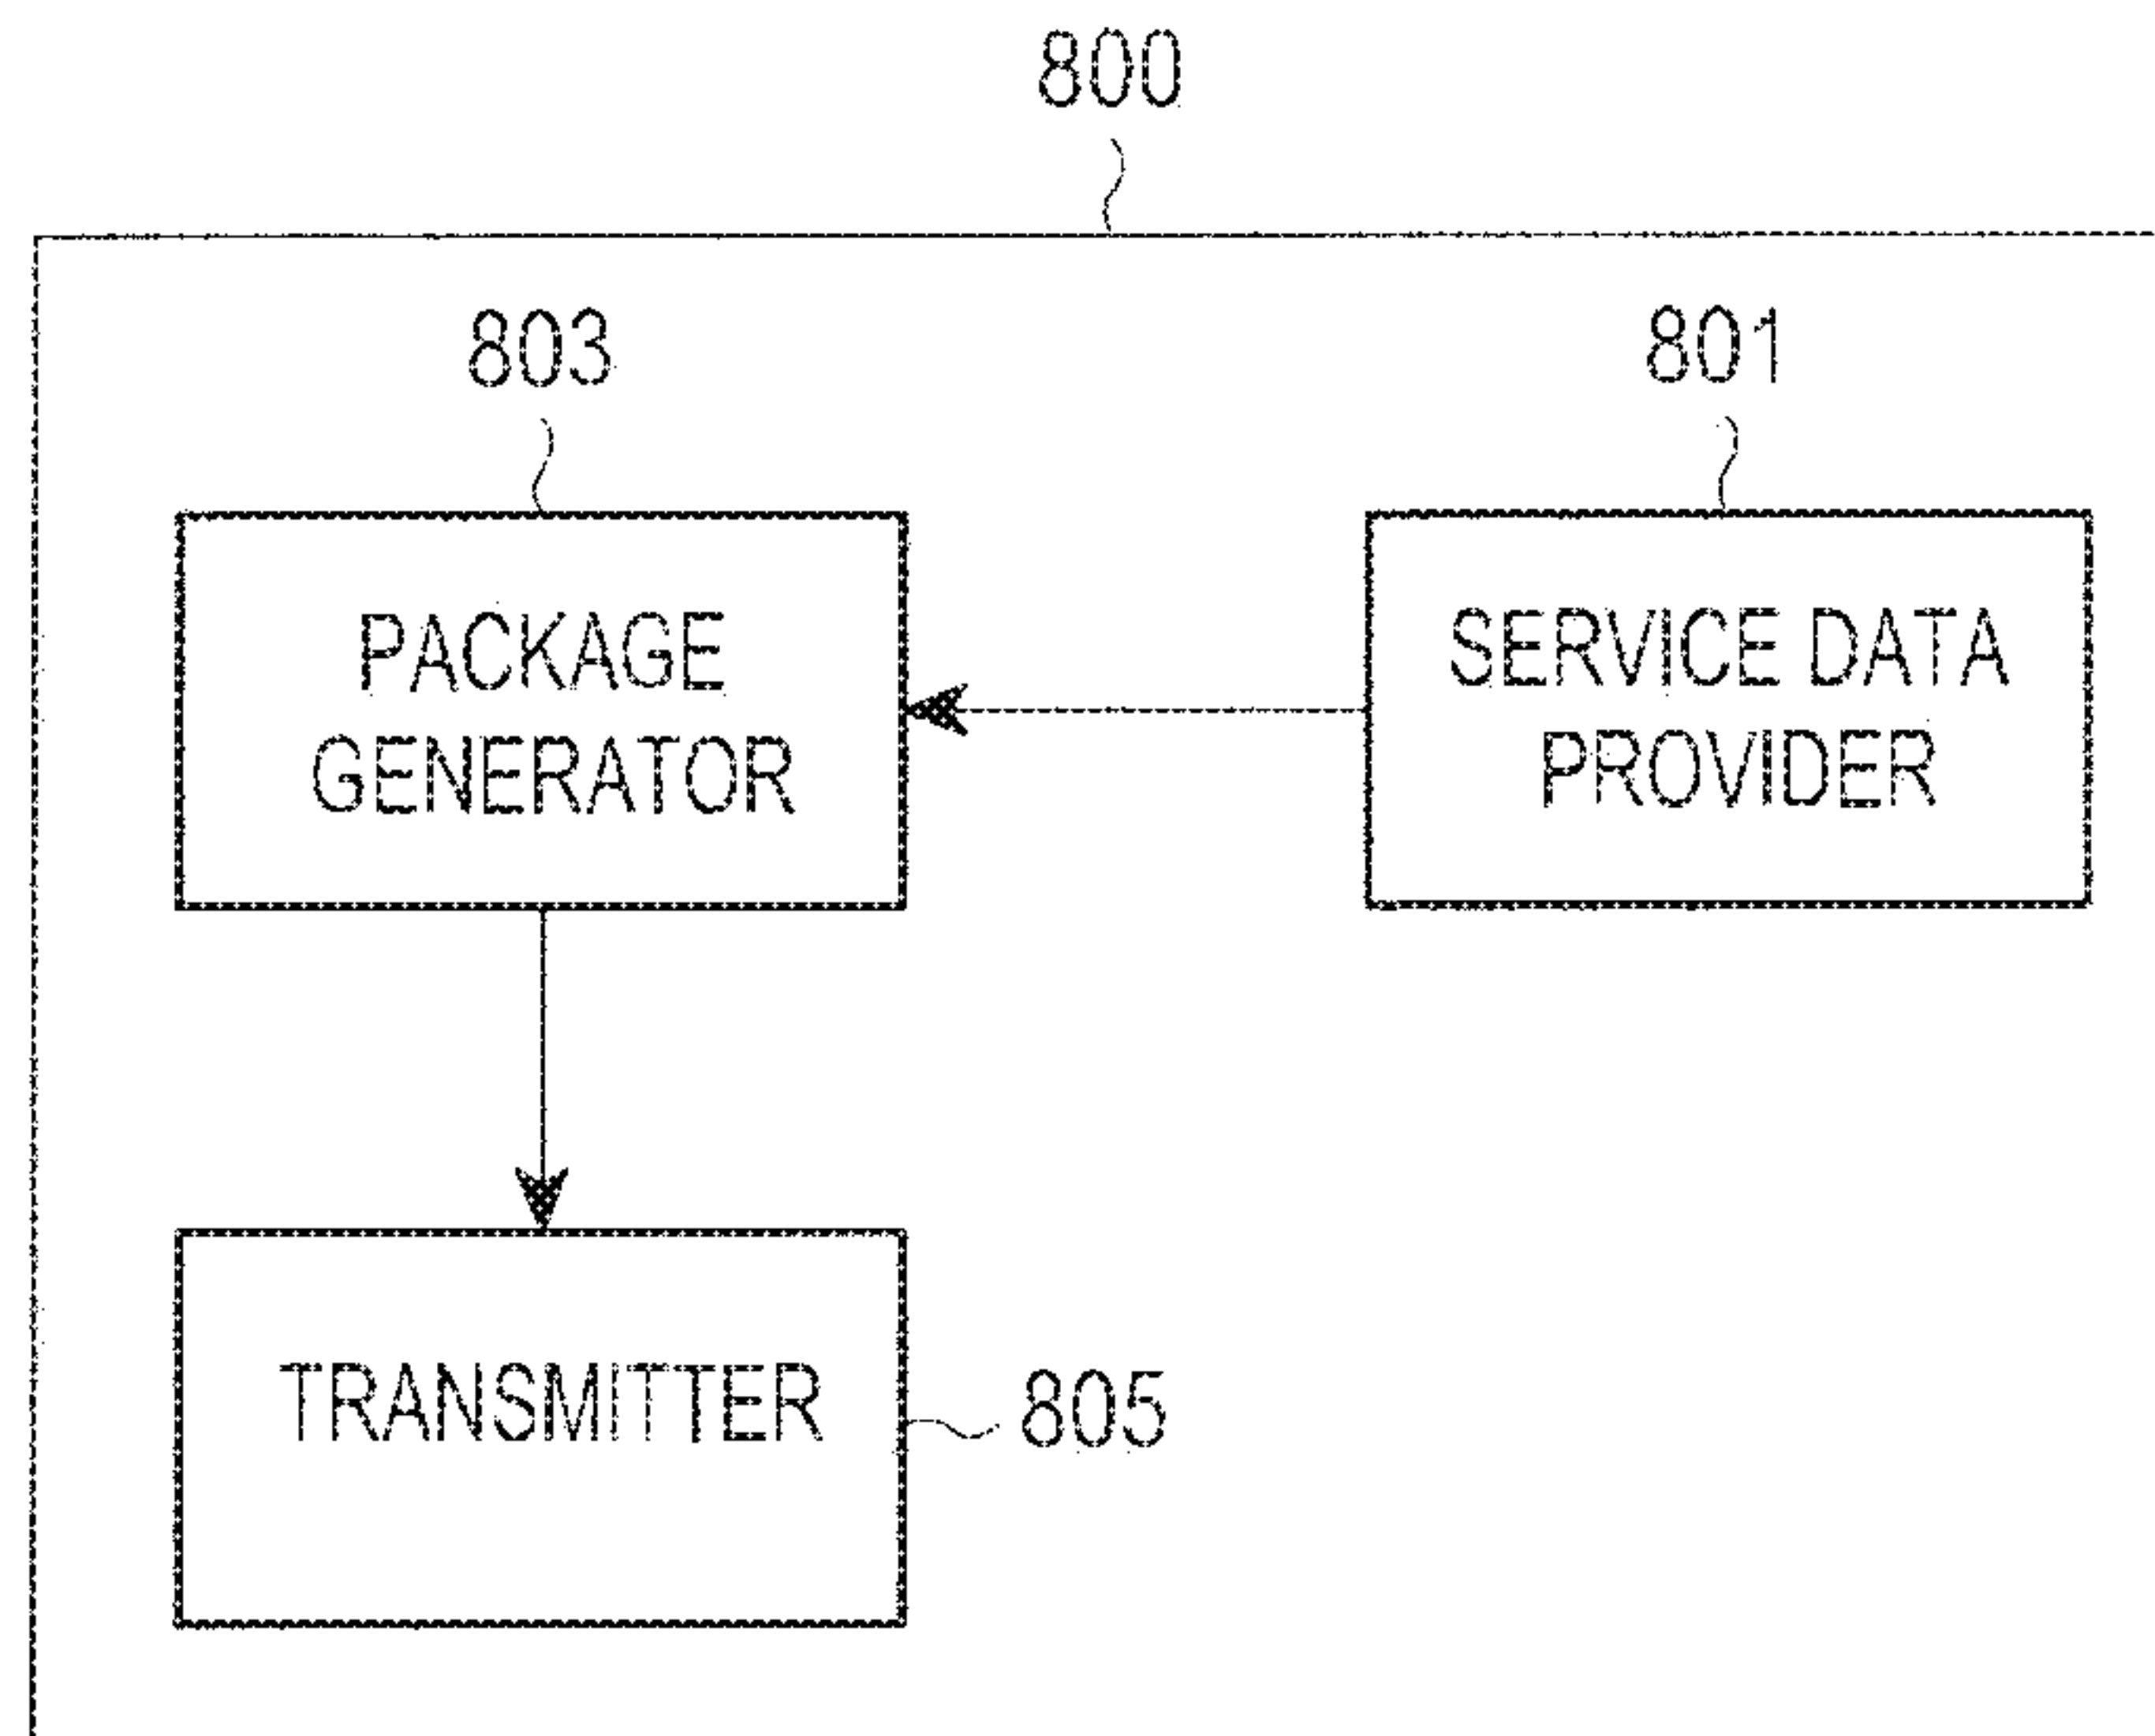 800
803
801
PACKAGE
GENERATOR
SERVICE DATA
PROVIDER
TRANSMITTER
805